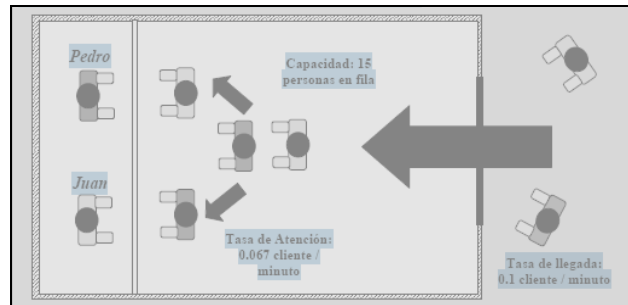 Pedro
Capacidad: 15
personas en fila
Juan
Tasa de Atención:
0.067 cliente /
minuto
Tasa de llegada:
0.1 cliente / minuto